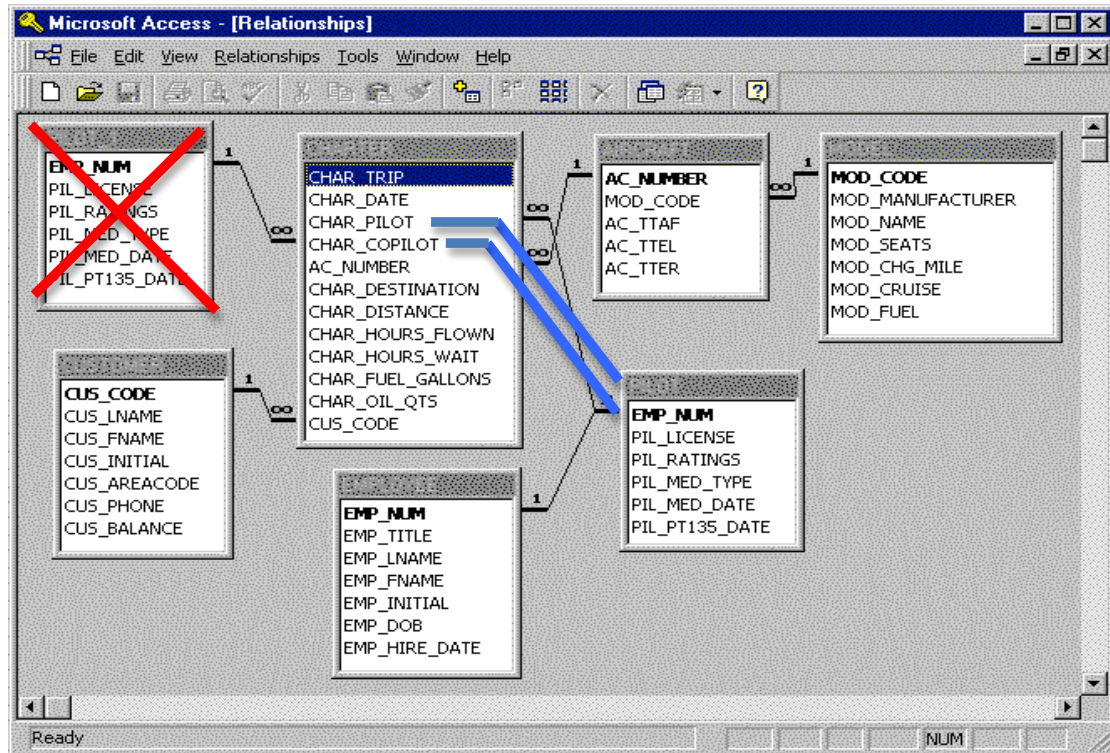 Microsoft Access - [Relationships]
File Edit View Relationships Tools Window Help
EMP_NUM
PIL_LICENSE
PIL_RATINGS
PIL_MED_TYPE
PIL_MED_DATE
PIL_PT135_DATE
1
∞
CHAR_TRIP
CHAR_DATE
CHAR_PILOT
CHAR_COPILOT
AC_NUMBER
CHAR_DESTINATION
CHAR_DISTANCE
CHAR_HOURS_FLOWN
CHAR_HOURS_WAIT
CHAR_FUEL_GALLONS
CHAR_OIL_QTS
CUS_CODE
∞
∞
1
AC_NUMBER
MOD_CODE
AC_TTAF
AC_TTEL
AC_TTER
∞
1
MOD_CODE
MOD_MANUFACTURER
MOD_NAME
MOD_SEATS
MOD_CHG_MILE
MOD_CRUISE
MOD_FUEL
CUS_CODE
CUS_LNAME
CUS_FNAME
CUS_INITIAL
CUS_AREACODE
CUS_PHONE
CUS_BALANCE
1
∞
EMP_NUM
EMP_TITLE
EMP_LNAME
EMP_FNAME
EMP_INITIAL
EMP_DOB
EMP_HIRE_DATE
1
EMP_NUM
PIL_LICENSE
PIL_RATINGS
PIL_MED_TYPE
PIL_MED_DATE
PIL_PT135_DATE
Ready
NUM